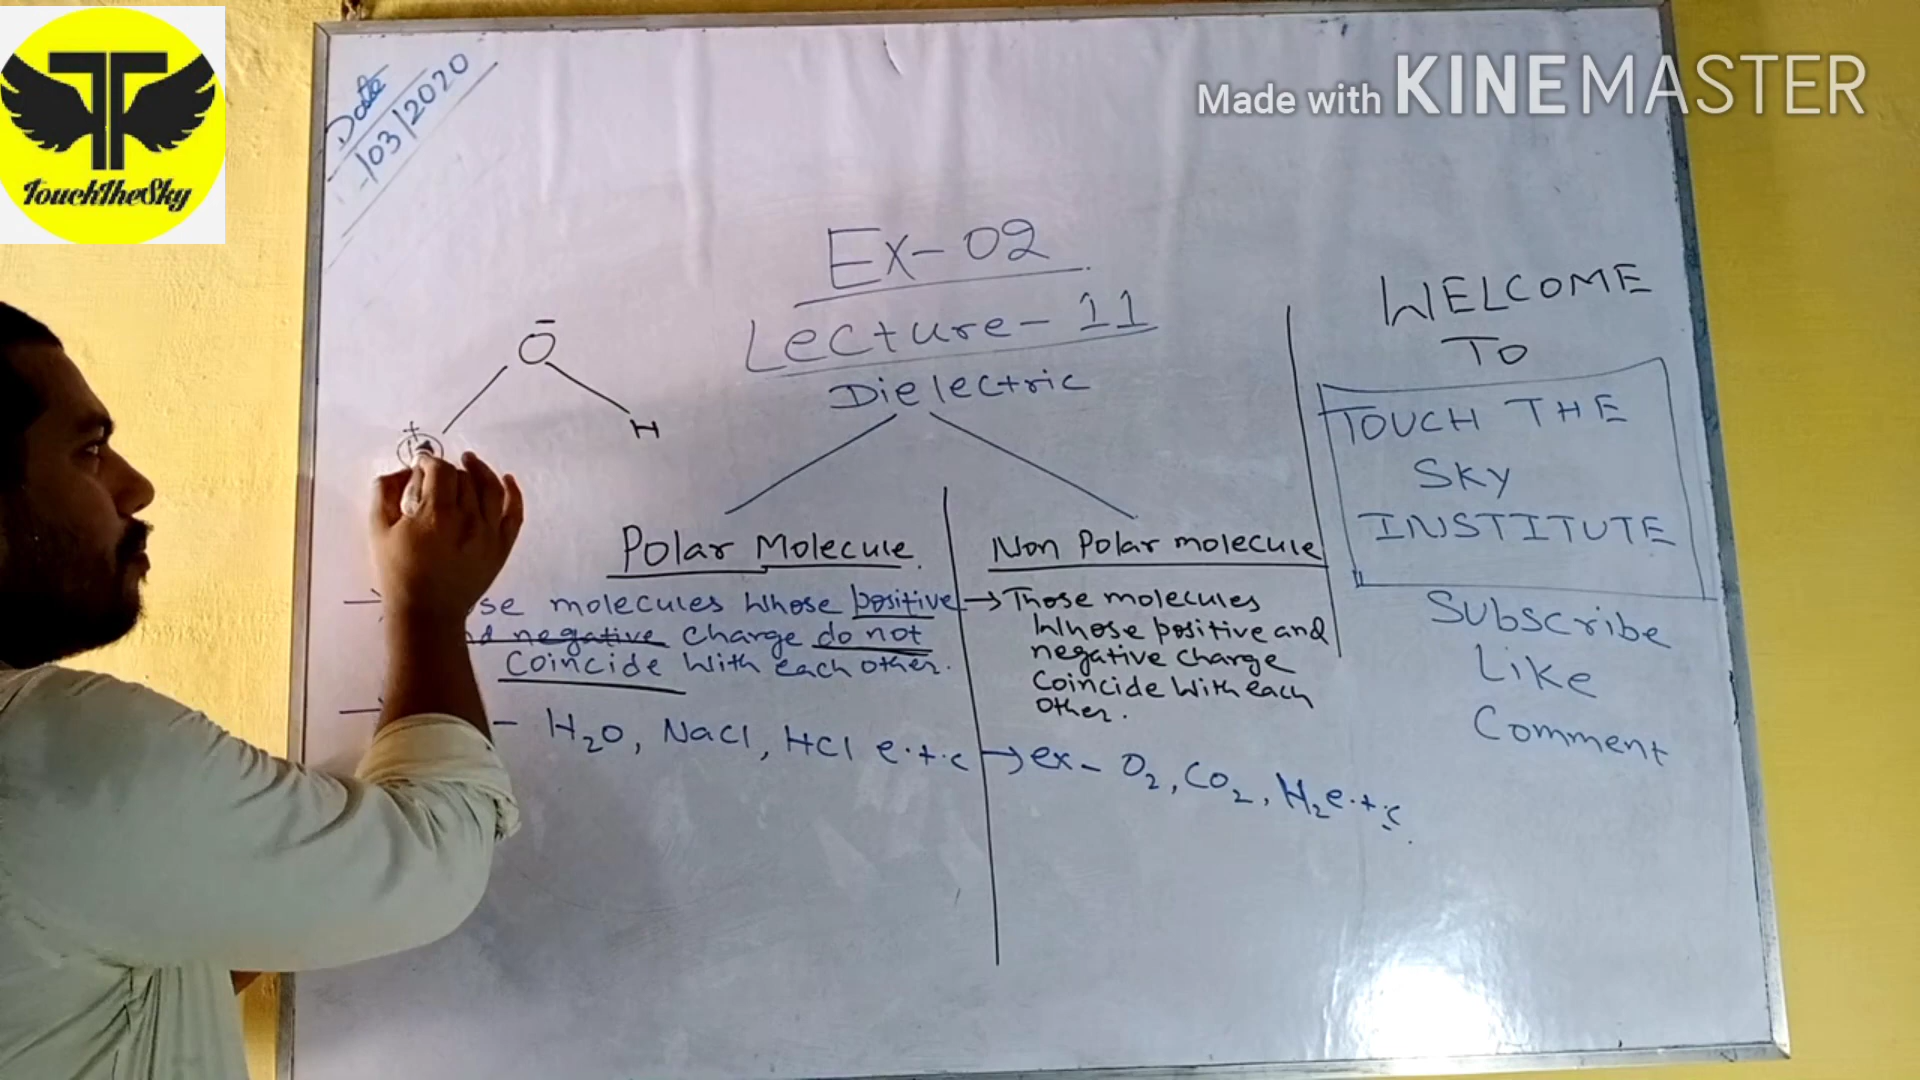 TouchTheSky
Made with KINEMASTER
Date
/03/2020
Ex-02
Lecture-11
Dielectric
O
-
+
H
Polar Molecule
se molecules Whose positive
negative charge do not
Coincide With each other.
- H₂O, NaCl, HCl e.t.c
Non Polar molecule
→ Those molecules
Whose positive and
negative charge
Coincide With each
Other.
→ ex- O₂, CO₂, H₂ e.t.c
WELCOME
TO
TOUCH THE
SKY
INSTITUTE
Subscribe
Like
Comment